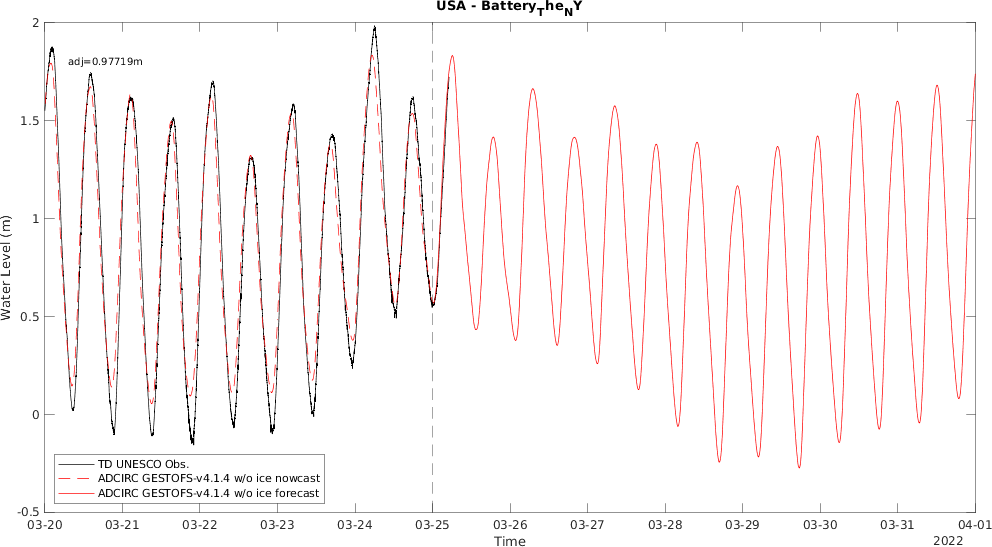 USA - Battery_The_NY
adj=0.97719m
2
1.5
1
0.5
0
-0.5
Water Level (m)
TD UNESCO Obs.
ADCIRC GESTOFS-v4.1.4 w/o ice nowcast
ADCIRC GESTOFS-v4.1.4 w/o ice forecast
03-20 03-21 03-22 03-23 03-24 03-25 03-26 03-27 03-28 03-29 03-30 03-31 04-01
Time
2022